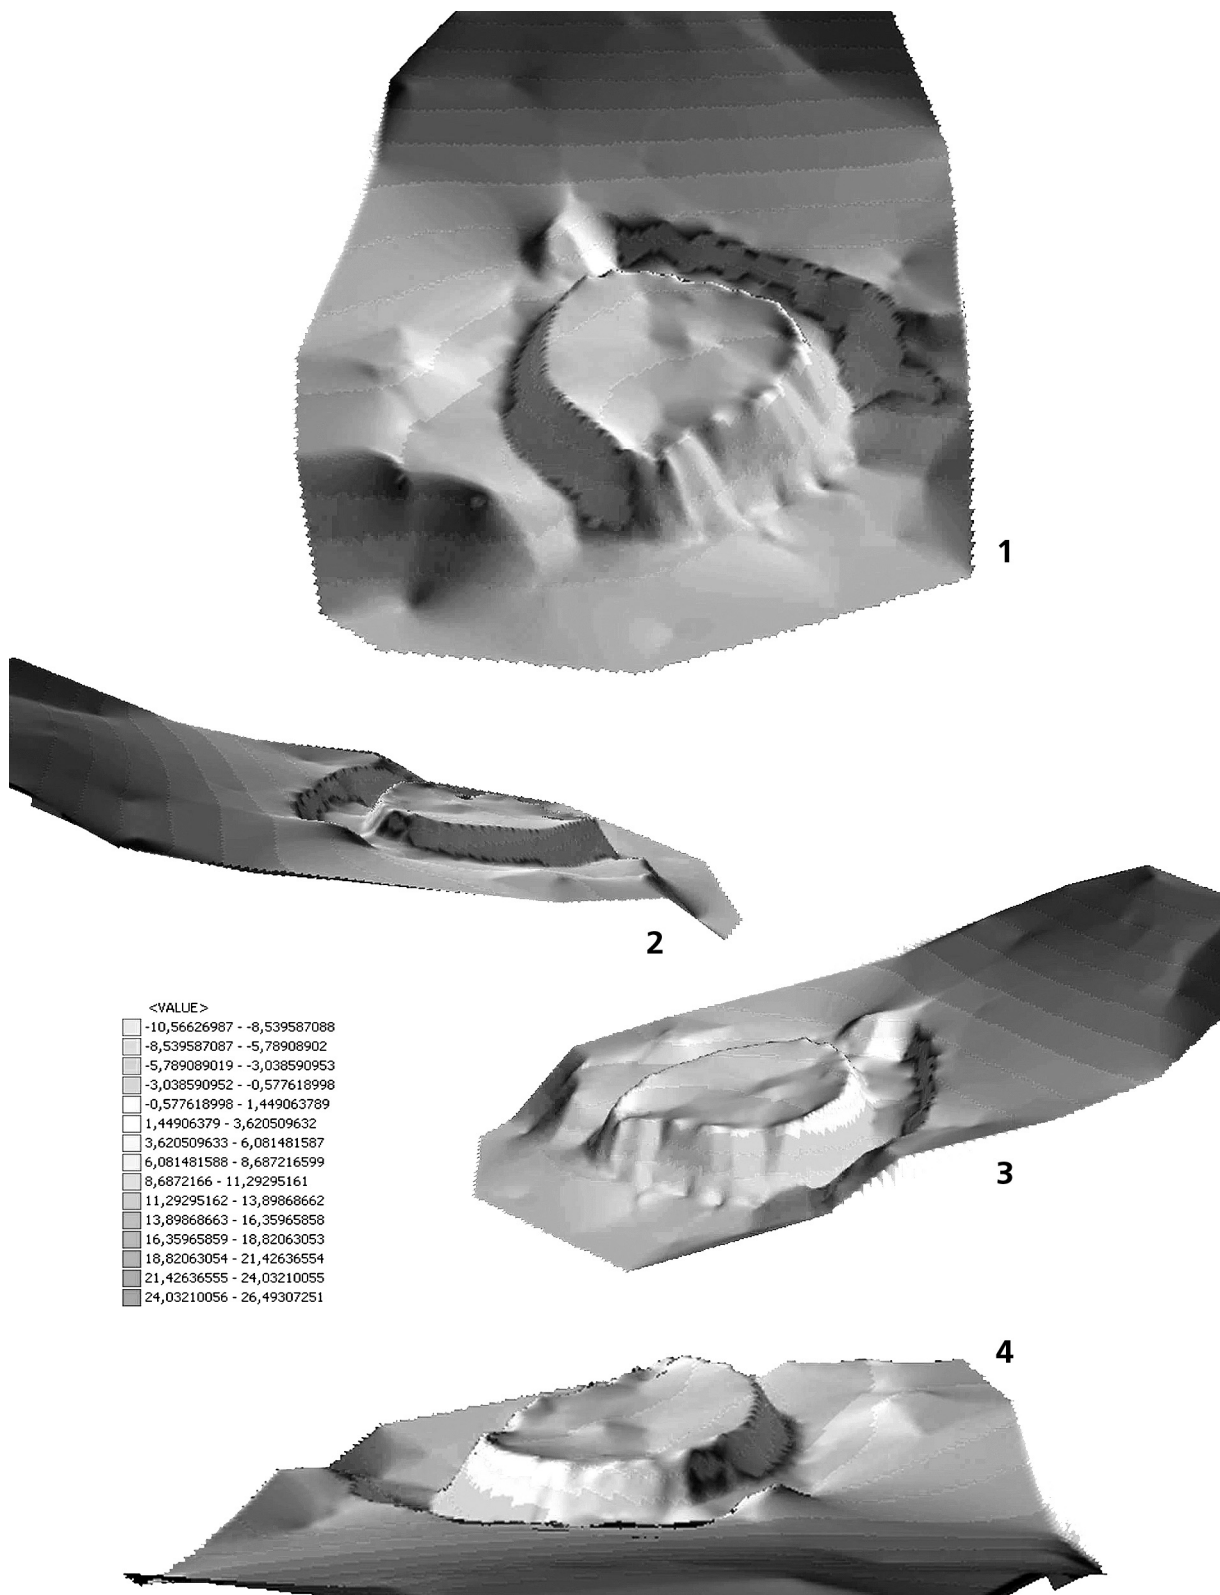 1
2
<VALUE>
-10,56626987 - -8,539587088
-8,539587087 - -5,78908902
-5,789089019 - -3,038590953
-3,038590952 - -0,577618998
-0,577618998 - 1,449063789
1,44906379 - 3,620509632
3,620509633 - 6,081481587
6,081481588 - 8,687216599
8,6872166 - 11,29295161
11,29295162 - 13,89868662
13,89868663 - 16,35965858
16,35965859 - 18,82063053
18,82063054 - 21,42636554
21,42636555 - 24,03210055
24,03210056 - 26,49307251
3
4